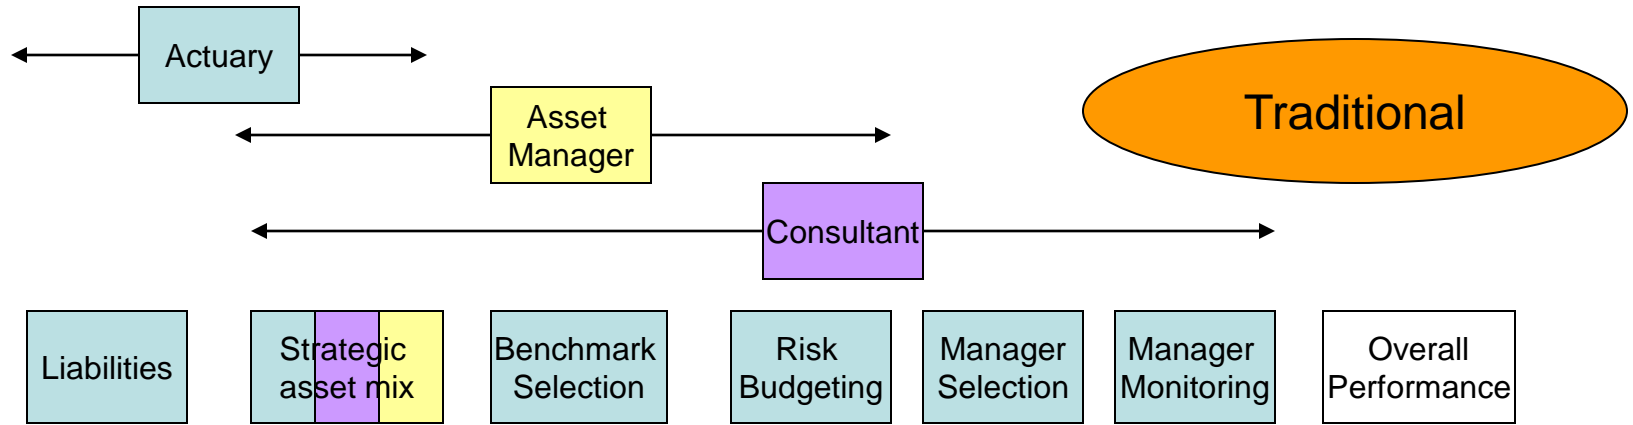 Actuary
Asset
Manager
Traditional
Consultant
Liabilities
Strategic
asset mix
Benchmark
Selection
Risk
Budgeting
Manager
Selection
Manager
Monitoring
Overall
Performance